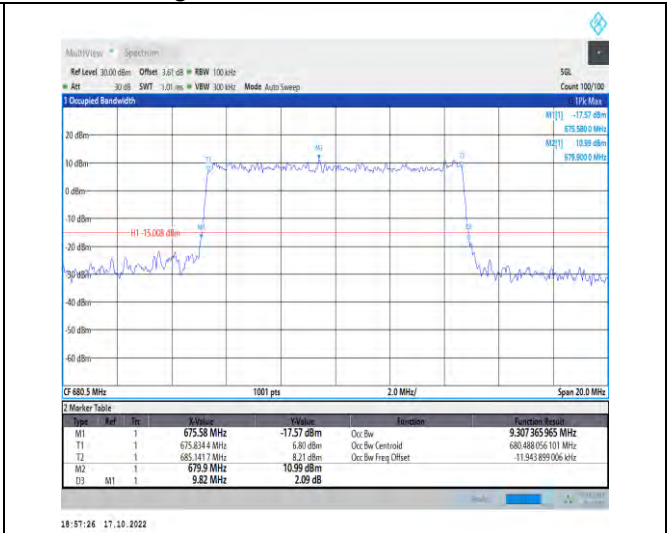 MultiView Spectrum
Ref Level 30.00 dBm Offset 3.61 dB RBW 100 kHz SGL
Att 30 dB SWT 1.01 ms VBW 300 kHz Mode Auto Sweep Count 100/100
1 Occupied Bandwidth 1Pk Max
M1[1] -17.57 dBm
675.580 0 MHz
M2[1] 10.99 dBm
679.900 0 MHz
20 dBm
M2
10 dBm
T1
0 dBm
-10 dBm
H1 -15.008 dBm
M1
D3
-20 dBm
-30 dBm
-40 dBm
-50 dBm
-60 dBm
CF 680.5 MHz 1001 pts 2.0 MHz/ Span 20.0 MHz
2 Marker Table
Type Ref Trc X-Value Y-Value Function Function Result
M1 1 675.58 MHz -17.57 dBm Occ Bw 9.307 365 965 MHz
T1 1 675.834 4 MHz 6.80 dBm Occ Bw Centroid 680.488 056 101 MHz
T2 1 685.141 7 MHz 8.21 dBm Occ Bw Freq Offset -11.943 899 006 kHz
M2 1 679.9 MHz 10.99 dBm
D3 M1 1 9.82 MHz 2.09 dB
18:57:26 17.10.2022